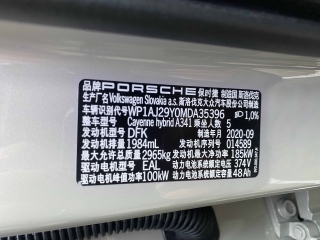 品牌 PORSCHE 保时捷 制造国 斯洛伐克
生产厂名 Volkswagen Slovakia a.s. 斯洛伐克大众汽车股份公司制造
车辆识别代号 WP1AJ29Y0MDA35396 1,0%
车型 Cayenne hybrid A341 乘坐人数 5
发动机型号 DFK 制造年月 2020-09
发动机排量 1984mL 发动机号 014589
最大允许总质量 2965kg 发动机最大净功率 185kW
驱动电机型号 EAL 动力电池系统额定电压 374V
驱动电机峰值功率 100kW 动力电池系统额定容量 48Ah